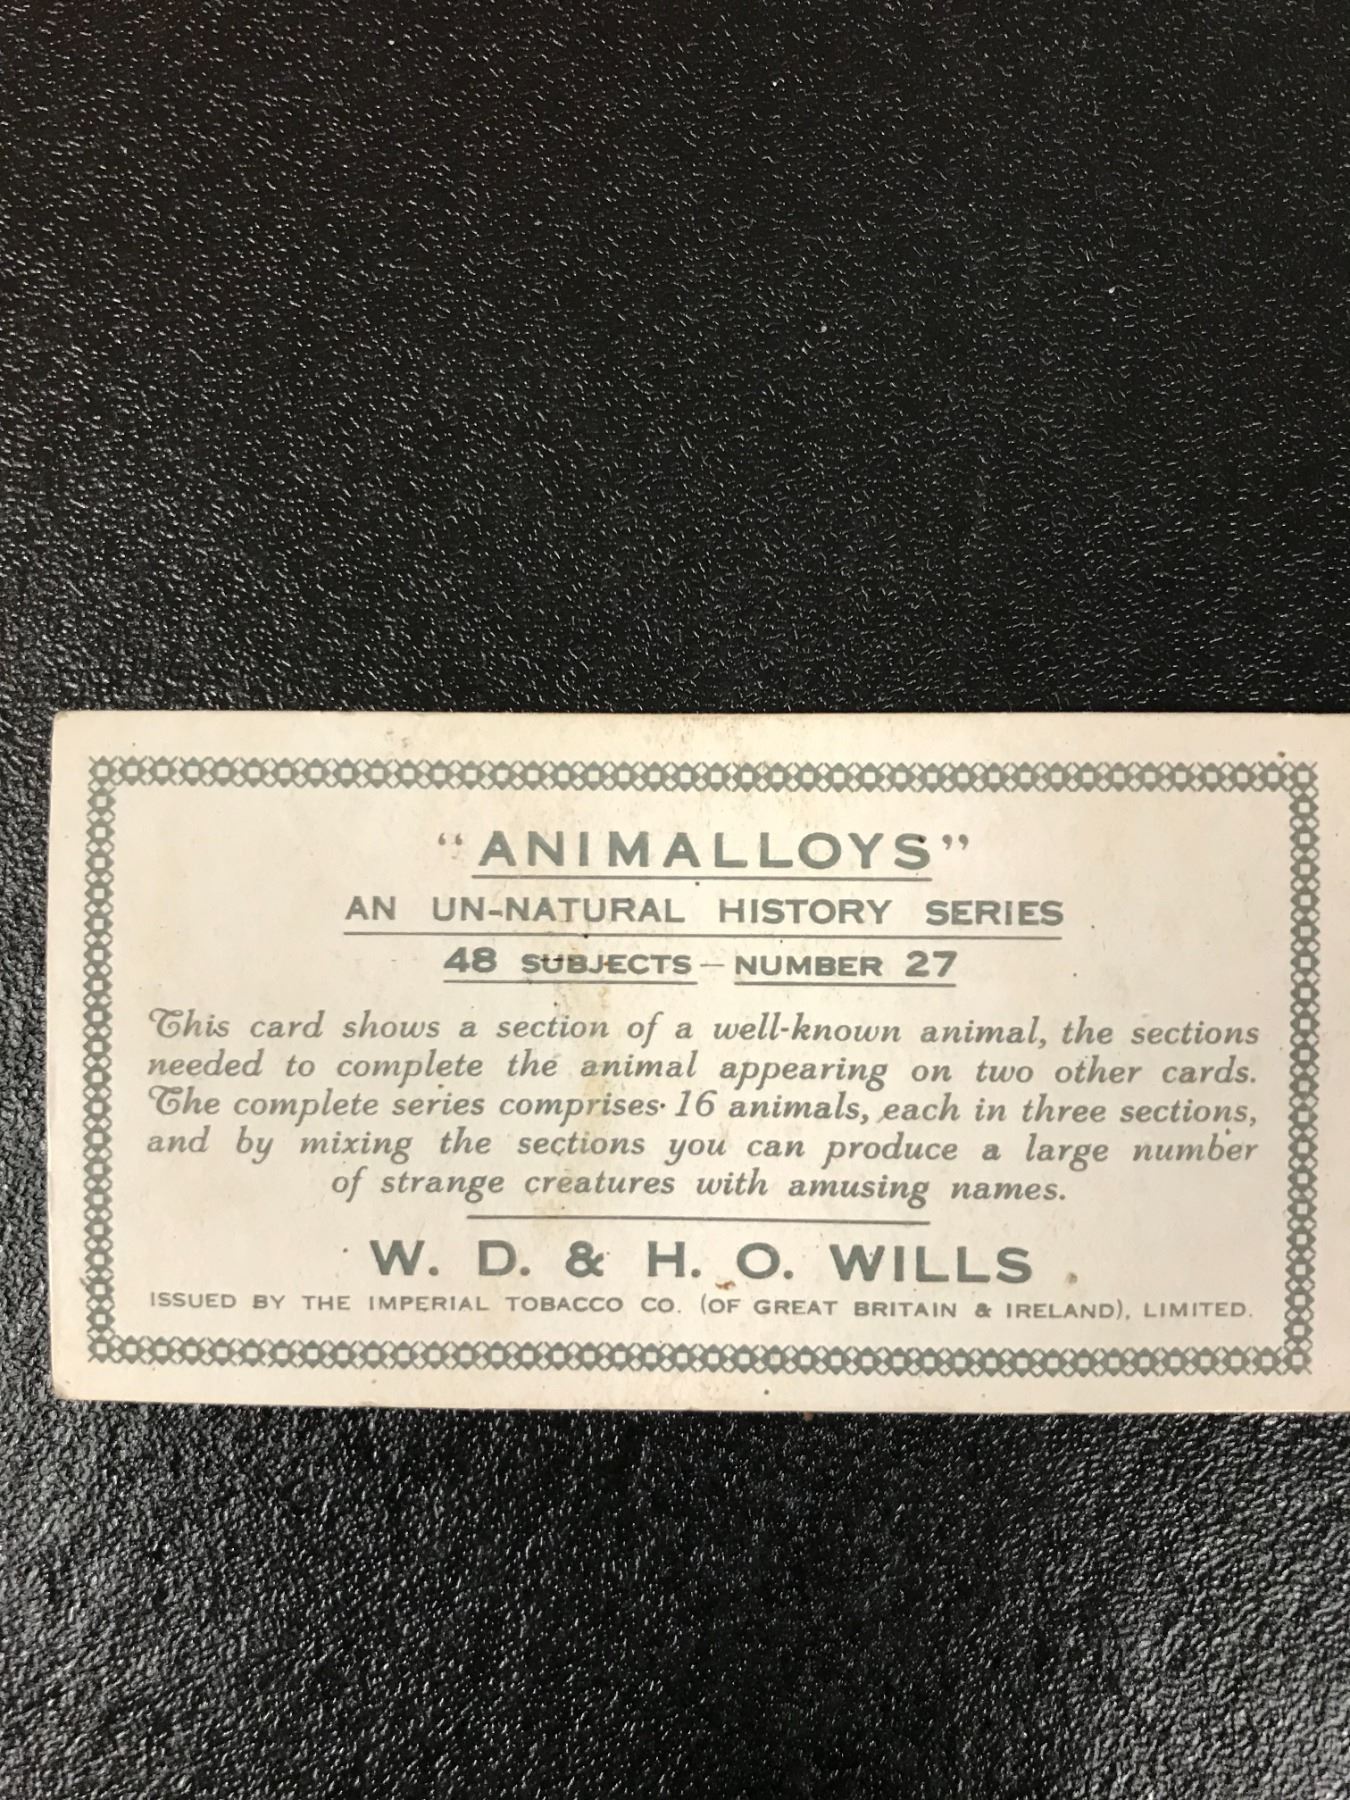 “ANIMALLOYS”
AN UN-NATURAL HISTORY SERIES
48 SUBJECTS — NUMBER 27
This card shows a section of a well-known animal, the sections
needed to complete the animal appearing on two other cards.
The complete series comprises 16 animals, each in three sections,
and by mixing the sections you can produce a large number
of strange creatures with amusing names.
W. D. & H. O. WILLS
ISSUED BY THE IMPERIAL TOBACCO CO. (OF GREAT BRITAIN & IRELAND), LIMITED.